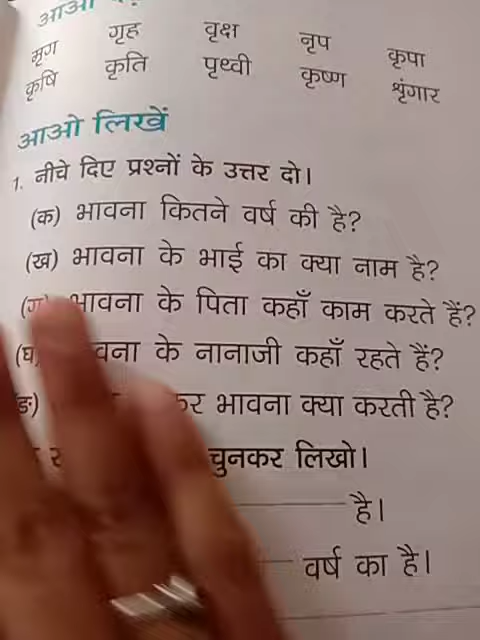 आओ
मृग गृह वृक्ष नृप कृपा
कृषि कृति पृथ्वी कृष्ण शृंगार
आओ लिखें
1. नीचे दिए प्रश्नों के उत्तर दो।
(क) भावना कितने वर्ष की है?
(ख) भावना के भाई का क्या नाम है?
भावना के पिता कहाँ काम करते हैं?
(घ) के नानाजी कहाँ रहते हैं?
(ङ) भावना क्या करती है?
चुनकर लिखो।
है।
वर्ष का है।